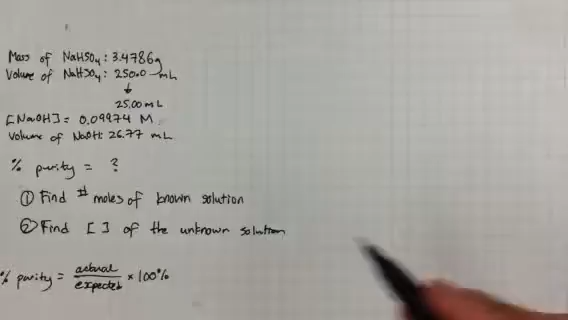 Mass of NaHSO4: 3.4786g
Volume of NaHSO4: 250.0 mL
↓
25.00 mL
[NaOH] = 0.09974 M
Volume of NaOH: 26.77 mL
% purity = ?
① Find # moles of known solution
② Find [ ] of the unknown solution
% purity = actual / expected × 100%